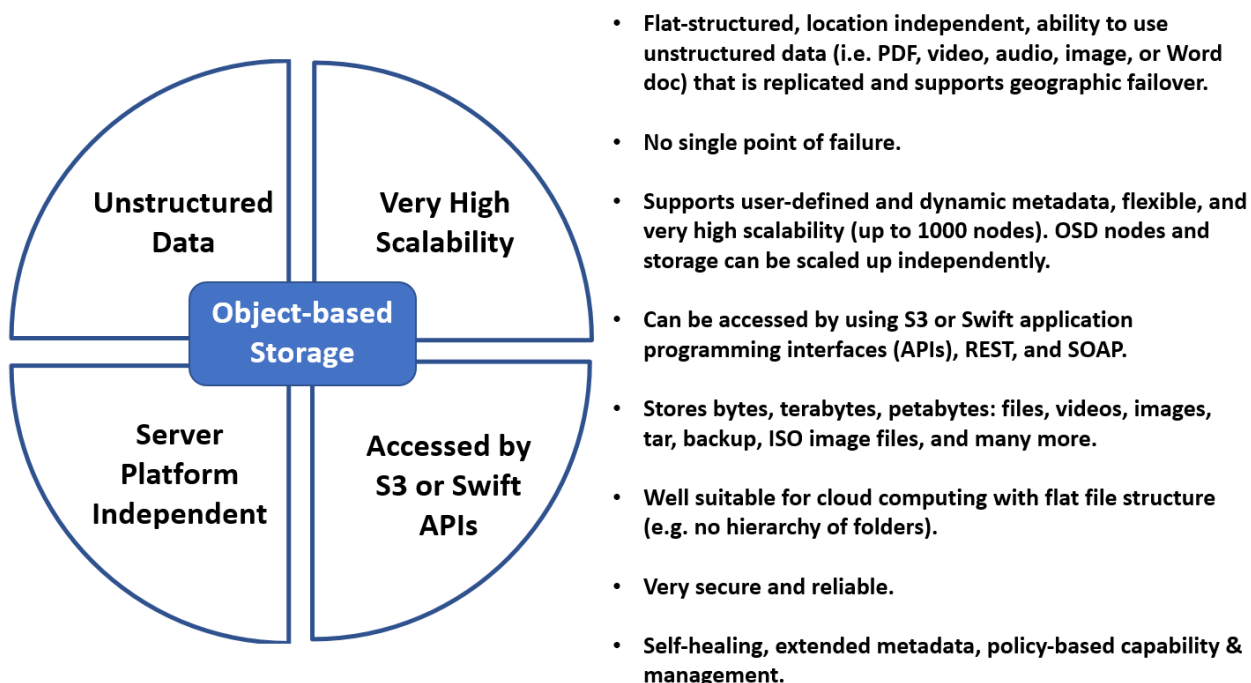 Unstructured
Data
Very High
Scalability
Object-based
Storage
Server
Platform
Independent
Accessed by
S3 or Swift
APIs
• Flat-structured, location independent, ability to use
unstructured data (i.e. PDF, video, audio, image, or Word
doc) that is replicated and supports geographic failover.
• No single point of failure.
• Supports user-defined and dynamic metadata, flexible, and
very high scalability (up to 1000 nodes). OSD nodes and
storage can be scaled up independently.
• Can be accessed by using S3 or Swift application
programming interfaces (APIs), REST, and SOAP.
• Stores bytes, terabytes, petabytes: files, videos, images,
tar, backup, ISO image files, and many more.
• Well suitable for cloud computing with flat file structure
(e.g. no hierarchy of folders).
• Very secure and reliable.
• Self-healing, extended metadata, policy-based capability &
management.